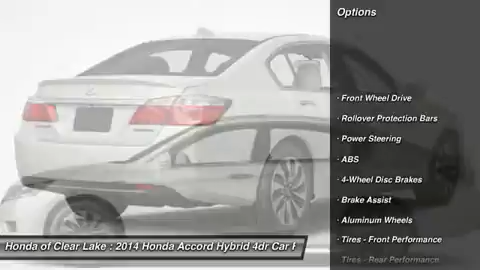 Options
· Front Wheel Drive
· Rollover Protection Bars
· Power Steering
· ABS
· 4-Wheel Disc Brakes
· Brake Assist
· Aluminum Wheels
· Tires - Front Performance
· Tires - Rear Performance
Honda of Clear Lake : 2014 Honda Accord Hybrid 4dr Car